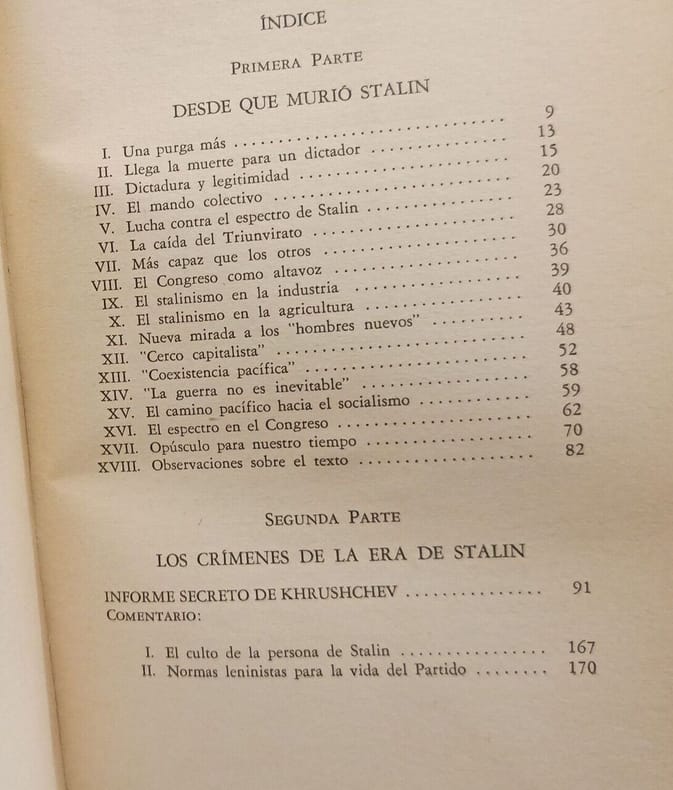 ÍNDICE
PRIMERA PARTE
DESDE QUE MURIÓ STALIN
I. Una purga más . . . . . . . . . . . . . . . . . . . . . . . . . . . . . . 9
II. Llega la muerte para un dictador . . . . . . . . . . . . . . . 13
III. Dictadura y legitimidad . . . . . . . . . . . . . . . . . . . . . . 15
IV. El mando colectivo . . . . . . . . . . . . . . . . . . . . . . . . . 20
V. Lucha contra el espectro de Stalin . . . . . . . . . . . . . . . 23
VI. La caída del Triunvirato . . . . . . . . . . . . . . . . . . . . . . 28
VII. Más capaz que los otros . . . . . . . . . . . . . . . . . . . . . . 30
VIII. El Congreso como altavoz . . . . . . . . . . . . . . . . . . . . 36
IX. El stalinismo en la industria . . . . . . . . . . . . . . . . . . 39
X. El stalinismo en la agricultura . . . . . . . . . . . . . . . . . 40
XI. Nueva mirada a los "hombres nuevos" . . . . . . . . . . 43
XII. "Cerco capitalista" . . . . . . . . . . . . . . . . . . . . . . . . . . 48
XIII. "Coexistencia pacífica" . . . . . . . . . . . . . . . . . . . . . . . 52
XIV. "La guerra no es inevitable" . . . . . . . . . . . . . . . . . . 58
XV. El camino pacífico hacia el socialismo . . . . . . . . . . . . 59
XVI. El espectro en el Congreso . . . . . . . . . . . . . . . . . . . . 62
XVII. Opúsculo para nuestro tiempo . . . . . . . . . . . . . . . . . . 70
XVIII. Observaciones sobre el texto . . . . . . . . . . . . . . . . . . . 82
SEGUNDA PARTE
LOS CRÍMENES DE LA ERA DE STALIN
INFORME SECRETO DE KHRUSHCHEV . . . . . . . . . . . . . . . 91
COMENTARIO:
I. El culto de la persona de Stalin . . . . . . . . . . . . . . . . 167
II. Normas leninistas para la vida del Partido . . . . . . . . 170